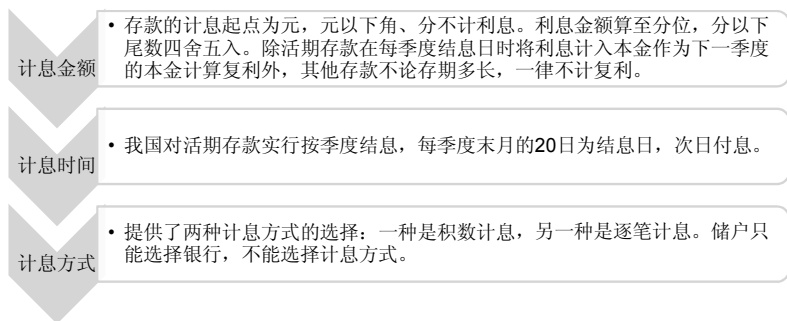 计息金额
• 存款的计息起点为元，元以下角、分不计利息。利息金额算至分位，分以下
尾数四舍五入。除活期存款在每季度结息日时将利息计入本金作为下一季度
的本金计算复利外，其他存款不论存期多长，一律不计复利。
计息时间
• 我国对活期存款实行按季度结息，每季度末月的20日为结息日，次日付息。
计息方式
• 提供了两种计息方式的选择：一种是积数计息，另一种是逐笔计息。储户只
能选择银行，不能选择计息方式。